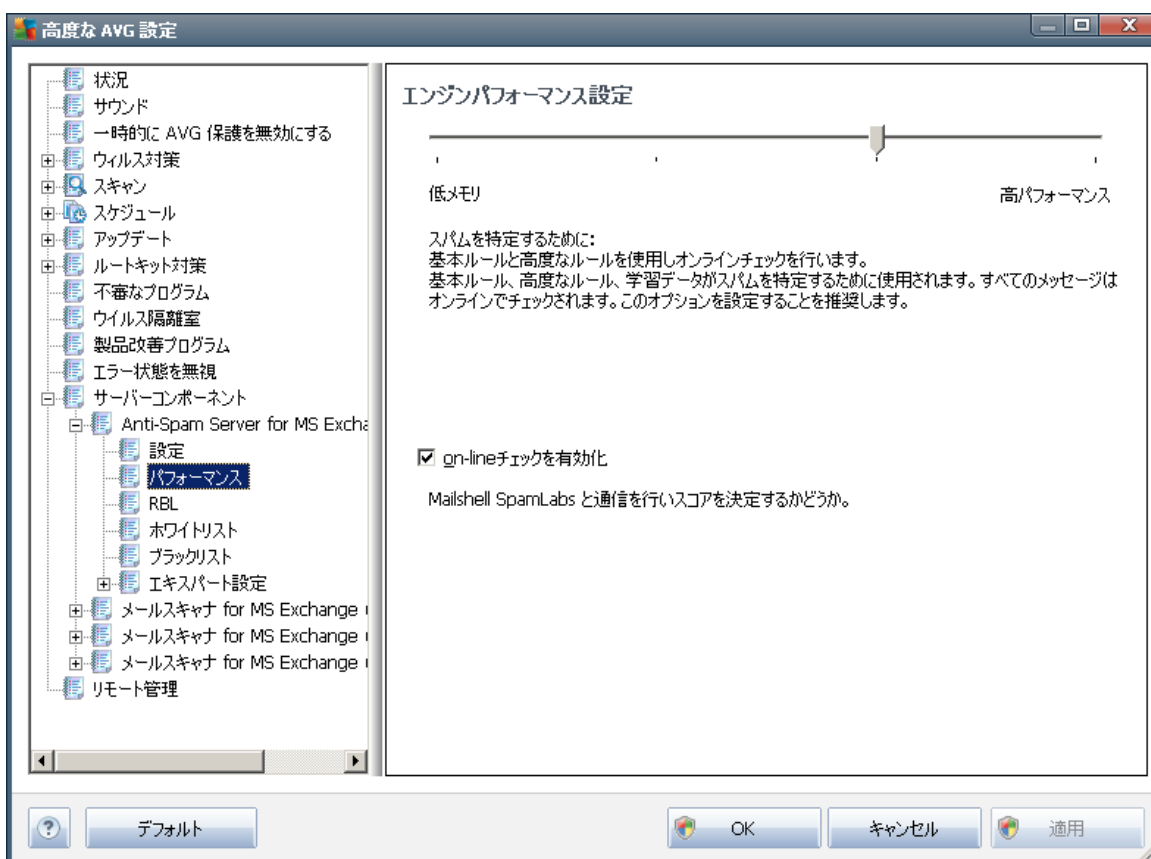 高度な AVG 設定
状況
サウンド
一時的に AVG 保護を無効にする
ウィルス対策
スキャン
スケジュール
アップデート
ルートキット対策
不審なプログラム
ウイルス隔離室
製品改善プログラム
エラー状態を無視
サーバーコンポーネント
Anti-Spam Server for MS Excha
設定
パフォーマンス
RBL
ホワイトリスト
ブラックリスト
エキスパート設定
メールスキャナ for MS Exchange
メールスキャナ for MS Exchange
メールスキャナ for MS Exchange
リモート管理
エンジンパフォーマンス設定
低メモリ 高パフォーマンス
スパムを特定するために:
基本ルールと高度なルールを使用しオンラインチェックを行います。
基本ルール、高度なルール、学習データがスパムを特定するために使用されます。すべてのメッセージは
オンラインでチェックされます。このオプションを設定することを推奨します。
on-lineチェックを有効化
Mailshell SpamLabs と通信を行いスコアを決定するかどうか。
? デフォルト OK キャンセル 適用